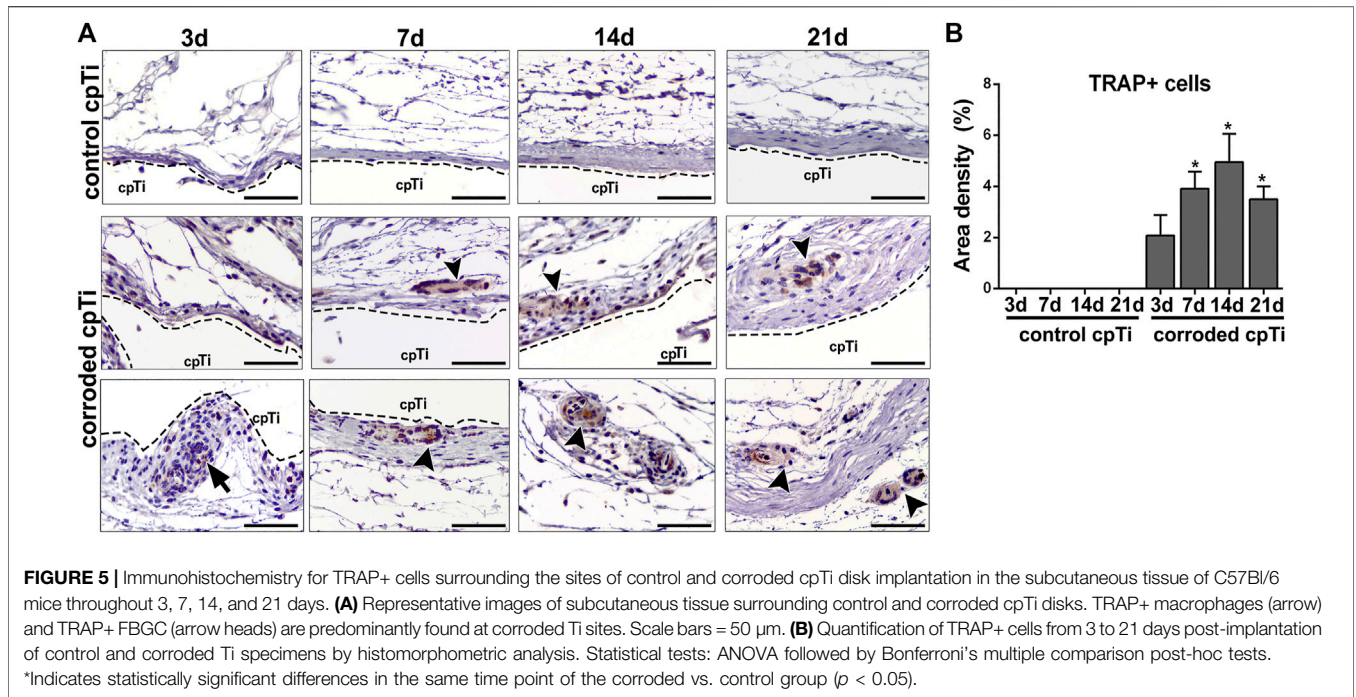 A
3d 7d 14d 21d
control cpTi
cpTi
cpTi
cpTi
cpTi
corroded cpTi
cpTi
cpTi
cpTi
cpTi
cpTi
cpTi
B
TRAP+ cells
Area density (%)
8
6
4
2
0
* * *
3d 7d 14d 21d 3d 7d 14d 21d
control cpTi corroded cpTi
FIGURE 5 | Immunohistochemistry for TRAP+ cells surrounding the sites of control and corroded cpTi disk implantation in the subcutaneous tissue of C57Bl/6
mice throughout 3, 7, 14, and 21 days. (A) Representative images of subcutaneous tissue surrounding control and corroded cpTi disks. TRAP+ macrophages (arrow)
and TRAP+ FBGC (arrow heads) are predominantly found at corroded Ti sites. Scale bars = 50 μm. (B) Quantification of TRAP+ cells from 3 to 21 days post-implantation
of control and corroded Ti specimens by histomorphometric analysis. Statistical tests: ANOVA followed by Bonferroni's multiple comparison post-hoc tests.
*Indicates statistically significant differences in the same time point of the corroded vs. control group (p < 0.05).